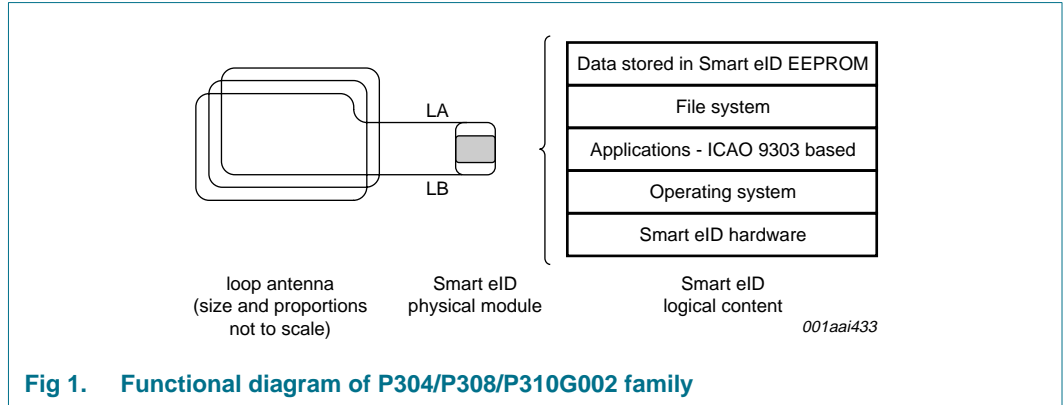 LA
LB
Data stored in Smart eID EEPROM
File system
Applications - ICAO 9303 based
Operating system
Smart eID hardware
loop antenna
(size and proportions
not to scale)
Smart eID
physical module
Smart eID
logical content
001aai433
Fig 1. Functional diagram of P304/P308/P310G002 family